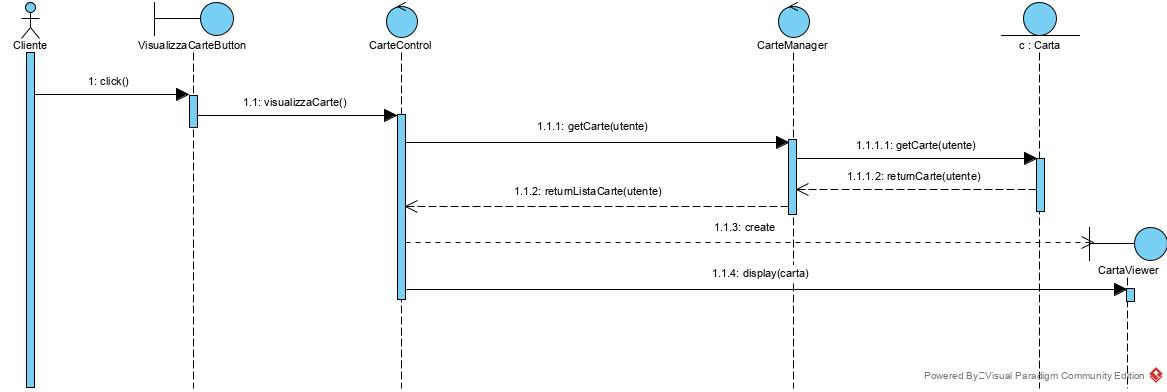 Cliente
VisualizzaCarteButton
CarteControl
CarteManager
c : Carta
1: click()
1.1: visualizzaCarte()
1.1.1: getCarte(utente)
1.1.1.1: getCarte(utente)
1.1.1.2: returnCarte(utente)
1.1.2: returnListaCarte(utente)
1.1.3: create
CartaViewer
1.1.4: display(carta)
Powered By Visual Paradigm Community Edition